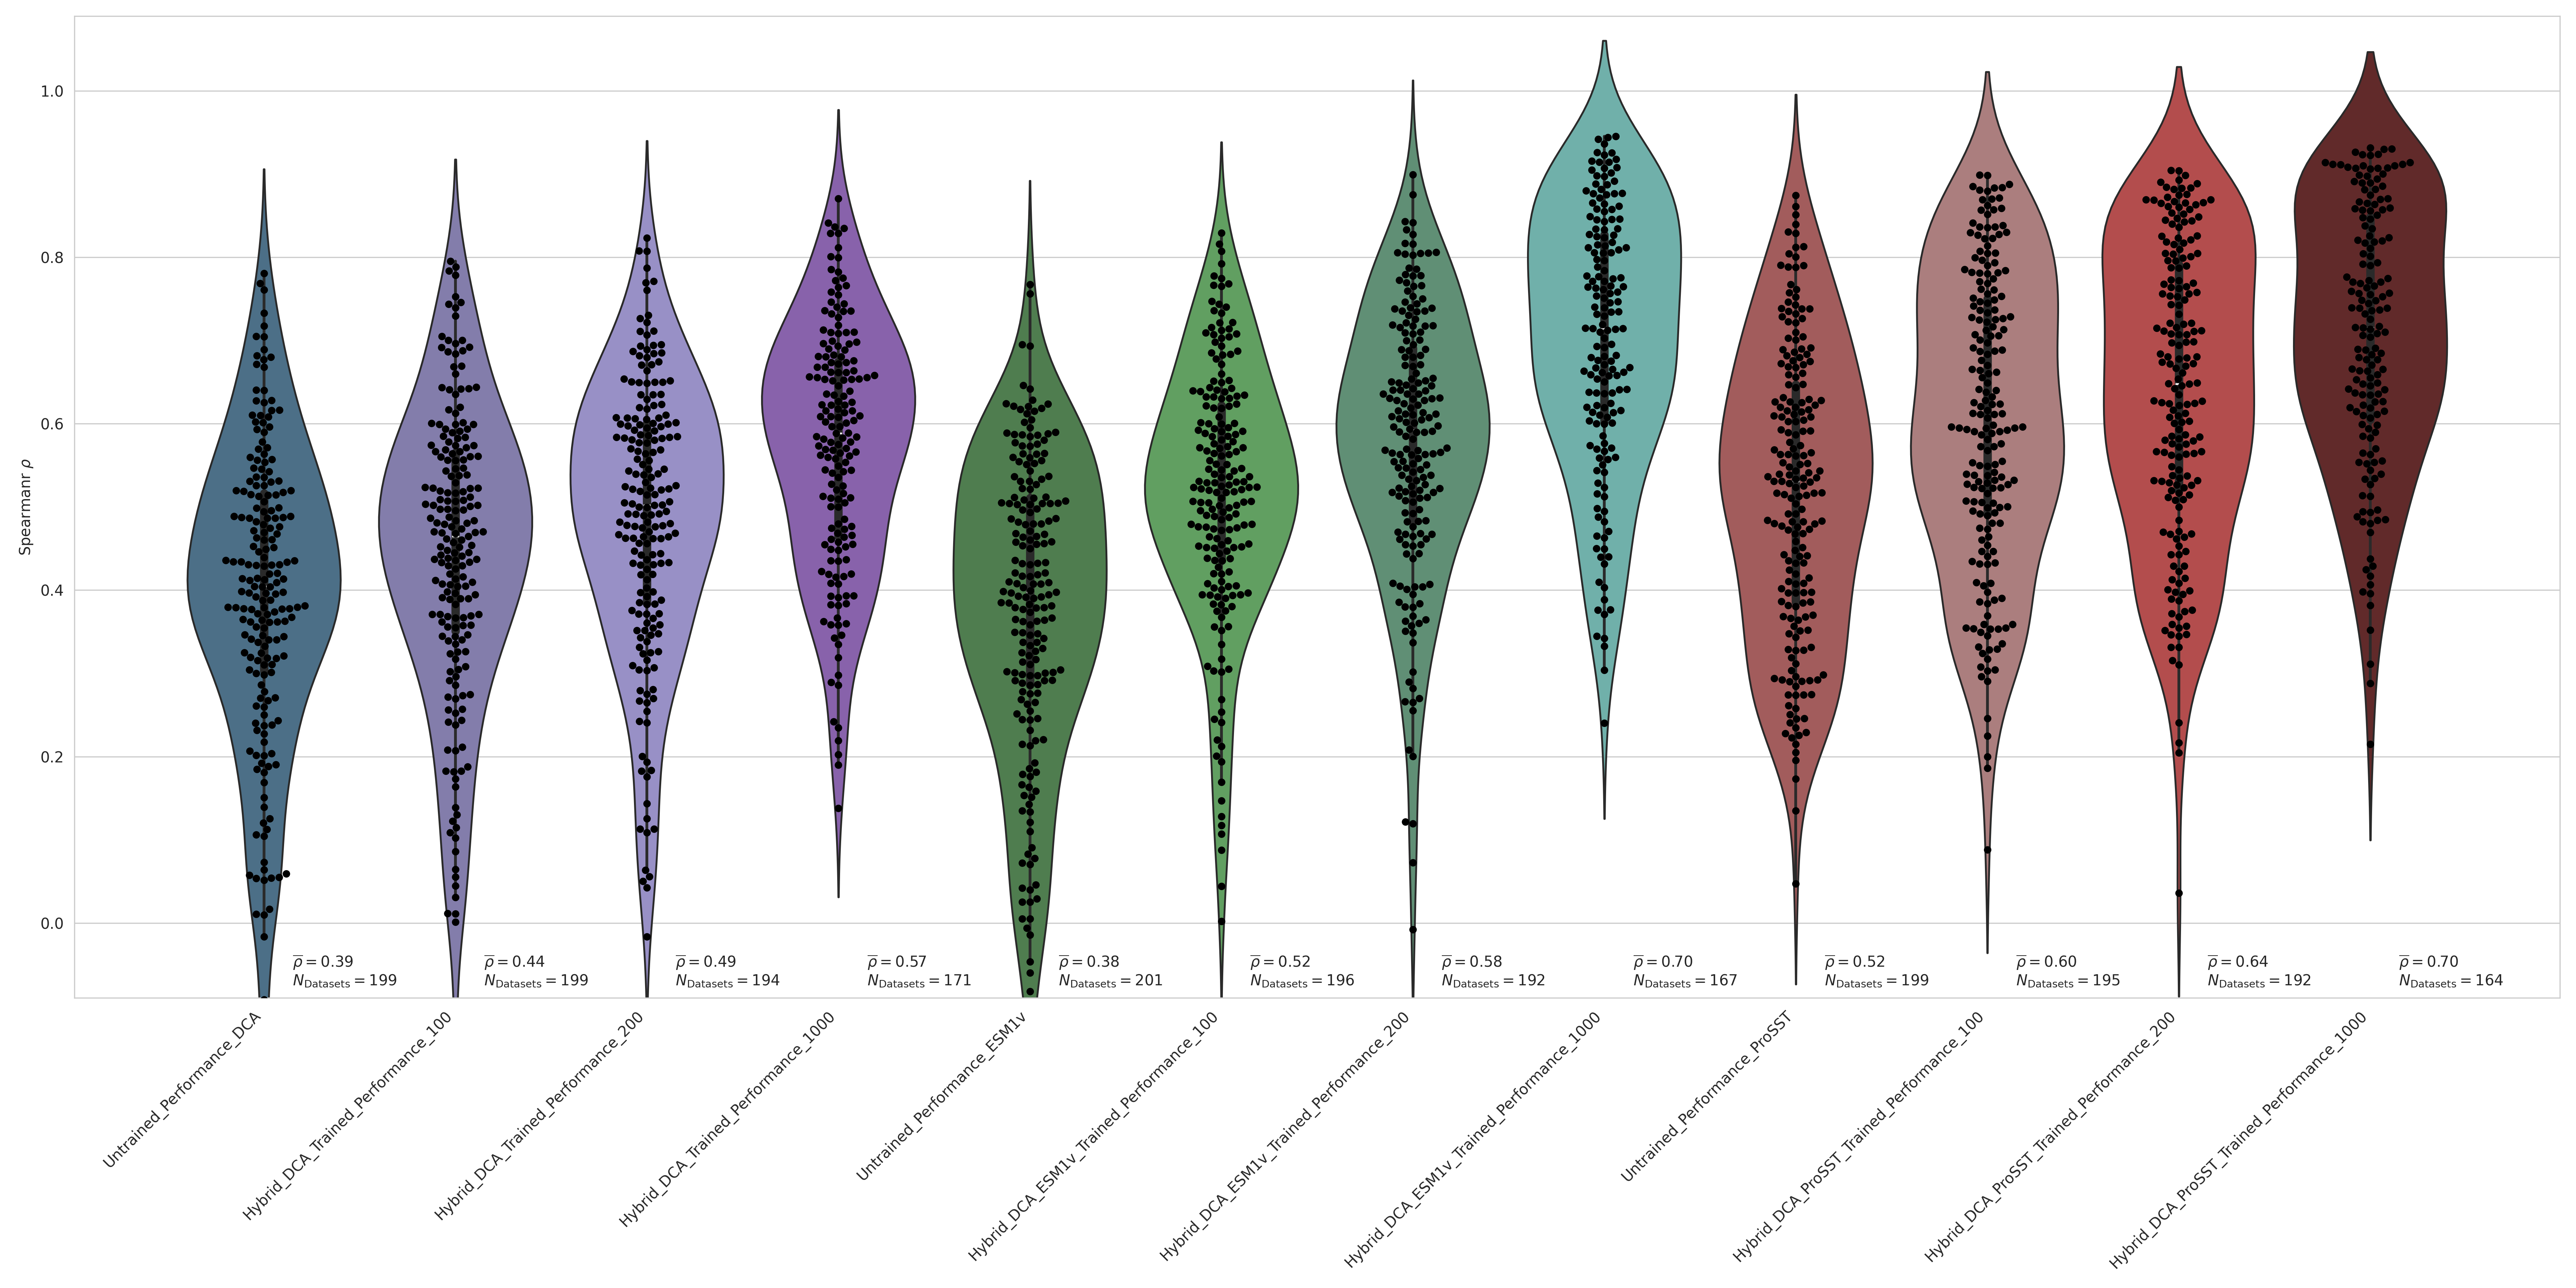 1.0
0.8
0.6
0.4
0.2
0.0
Spearmanr ρ
ρ̅ = 0.39
N_Datasets = 199
ρ̅ = 0.44
N_Datasets = 199
ρ̅ = 0.49
N_Datasets = 194
ρ̅ = 0.57
N_Datasets = 171
ρ̅ = 0.38
N_Datasets = 201
ρ̅ = 0.52
N_Datasets = 196
ρ̅ = 0.58
N_Datasets = 192
ρ̅ = 0.70
N_Datasets = 167
ρ̅ = 0.52
N_Datasets = 199
ρ̅ = 0.60
N_Datasets = 195
ρ̅ = 0.64
N_Datasets = 192
ρ̅ = 0.70
N_Datasets = 164
Untrained_Performance_DCA
Hybrid_DCA_Trained_Performance_100
Hybrid_DCA_Trained_Performance_200
Hybrid_DCA_Trained_Performance_1000
Untrained_Performance_ESM1v
Hybrid_DCA_ESM1v_Trained_Performance_100
Hybrid_DCA_ESM1v_Trained_Performance_200
Hybrid_DCA_ESM1v_Trained_Performance_1000
Untrained_Performance_ProSST
Hybrid_DCA_ProSST_Trained_Performance_100
Hybrid_DCA_ProSST_Trained_Performance_200
Hybrid_DCA_ProSST_Trained_Performance_1000